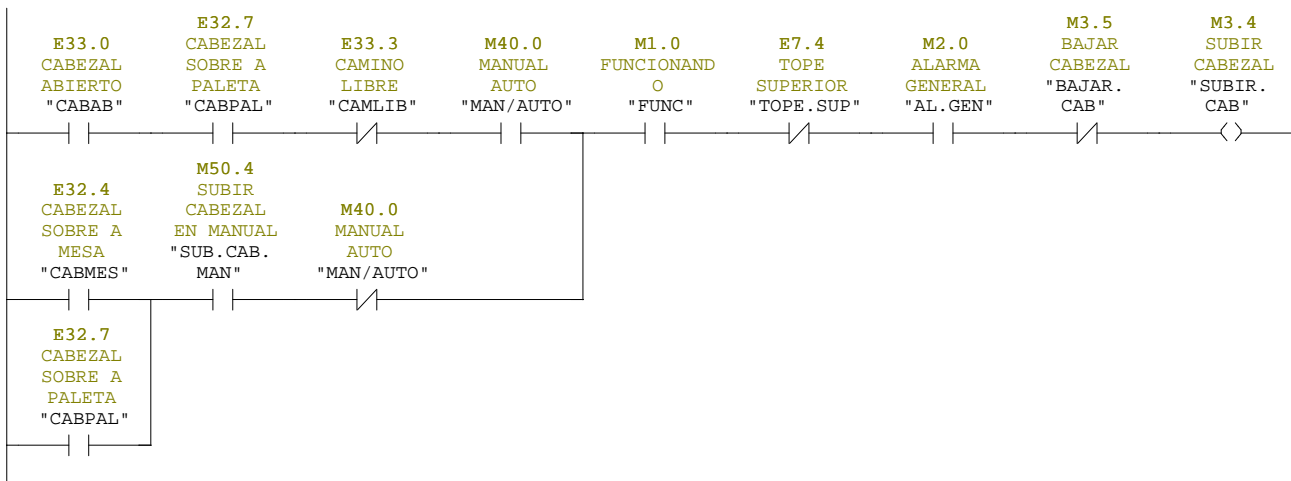 E33.0
CABEZAL
ABIERTO
"CABAB"
E32.7
CABEZAL
SOBRE A
PALETA
"CABPAL"
E33.3
CAMINO
LIBRE
"CAMLIB"
M40.0
MANUAL
AUTO
"MAN/AUTO"
M1.0
FUNCIONAND
O
"FUNC"
E7.4
TOPE
SUPERIOR
"TOPE.SUP"
M2.0
ALARMA
GENERAL
"AL.GEN"
M3.5
BAJAR
CABEZAL
"BAJAR.
CAB"
M3.4
SUBIR
CABEZAL
"SUBIR.
CAB"
E32.4
CABEZAL
SOBRE A
MESA
"CABMES"
M50.4
SUBIR
CABEZAL
EN MANUAL
"SUB.CAB.
MAN"
M40.0
MANUAL
AUTO
"MAN/AUTO"
E32.7
CABEZAL
SOBRE A
PALETA
"CABPAL"